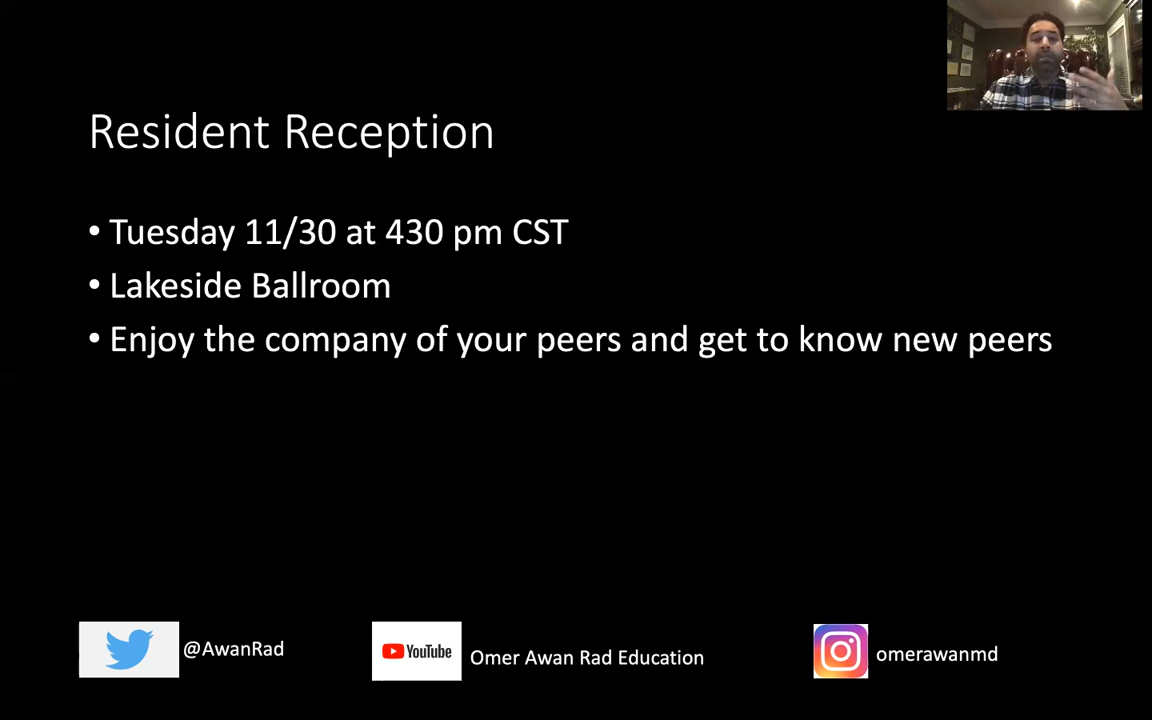 Resident Reception
• Tuesday 11/30 at 430 pm CST
• Lakeside Ballroom
• Enjoy the company of your peers and get to know new peers
@AwanRad
YouTube
Omer Awan Rad Education
omerawanmd